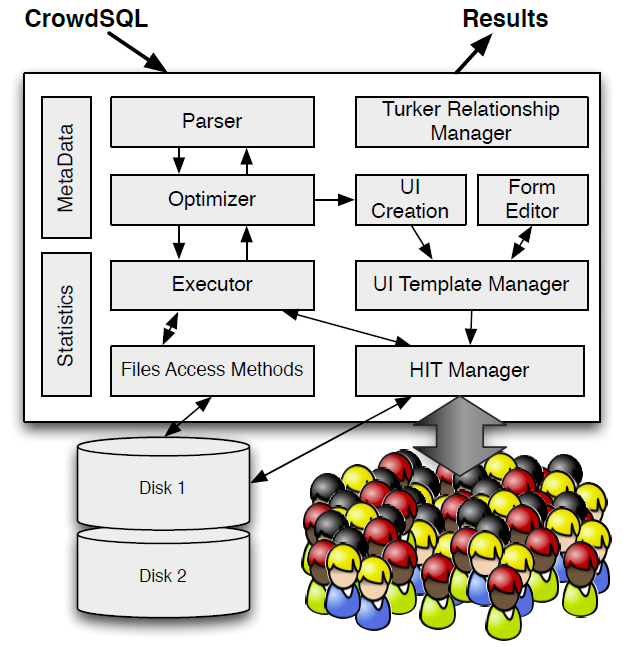 CrowdSQL
Results
MetaData
Parser
Turker Relationship
Manager
Optimizer
UI
Creation
Form
Editor
Statistics
Executor
UI Template Manager
Files Access Methods
HIT Manager
Disk 1
Disk 2